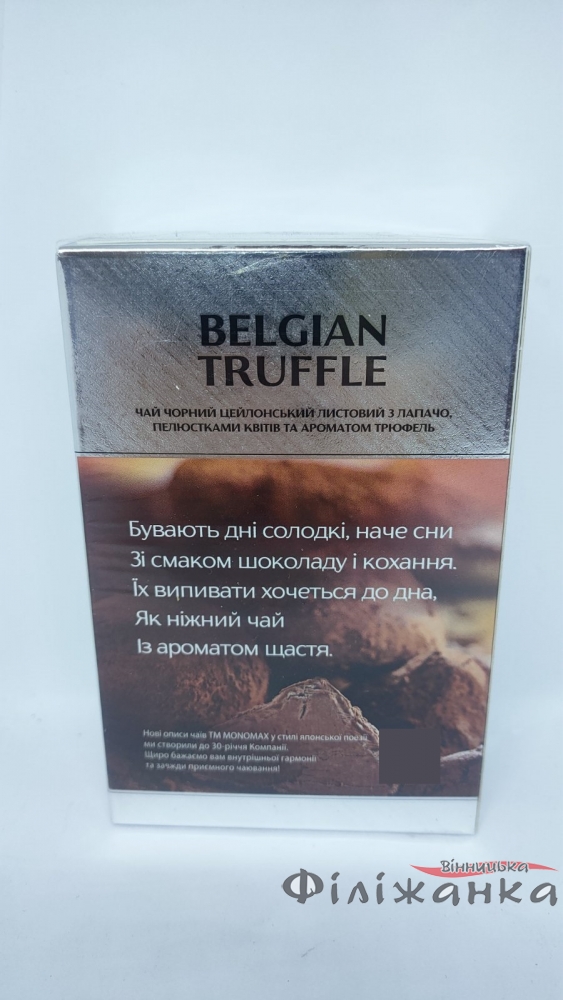 BELGIAN
TRUFFLE
ЧАЙ ЧОРНИЙ ЦЕЙЛОНСЬКИЙ ЛИСТОВИЙ З ЛАПАЧО,
ПЕЛЮСТКАМИ КВІТІВ ТА АРОМАТОМ ТРЮФЕЛЬ
Бувають дні солодкі, наче сни
Зі смаком шоколаду і кохання.
Їх випивати хочеться до дна,
Як ніжний чай
Із ароматом щастя.
Нові описи чаїв ТМ MONOMAX у стилі японської поезії
ми створили до 30-річчя Компанії.
Щиро бажаємо вам внутрішньої гармонії
та завжди приємного чаювання!
Вінницька
Філіжанка